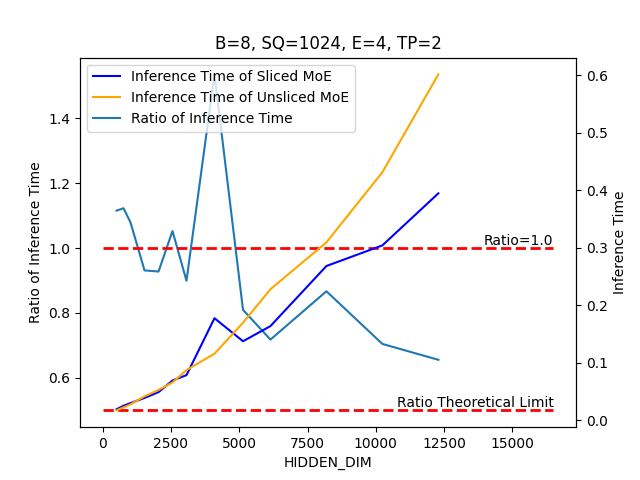 B=8, SQ=1024, E=4, TP=2
Inference Time of Sliced MoE
Inference Time of Unsliced MoE
Ratio of Inference Time
Ratio of Inference Time
1.4
1.2
1.0
0.8
0.6
Ratio=1.0
Ratio Theoretical Limit
0.6
0.5
0.4
0.3
0.2
0.1
0.0
Inference Time
0
2500
5000
7500
10000
12500
15000
HIDDEN_DIM